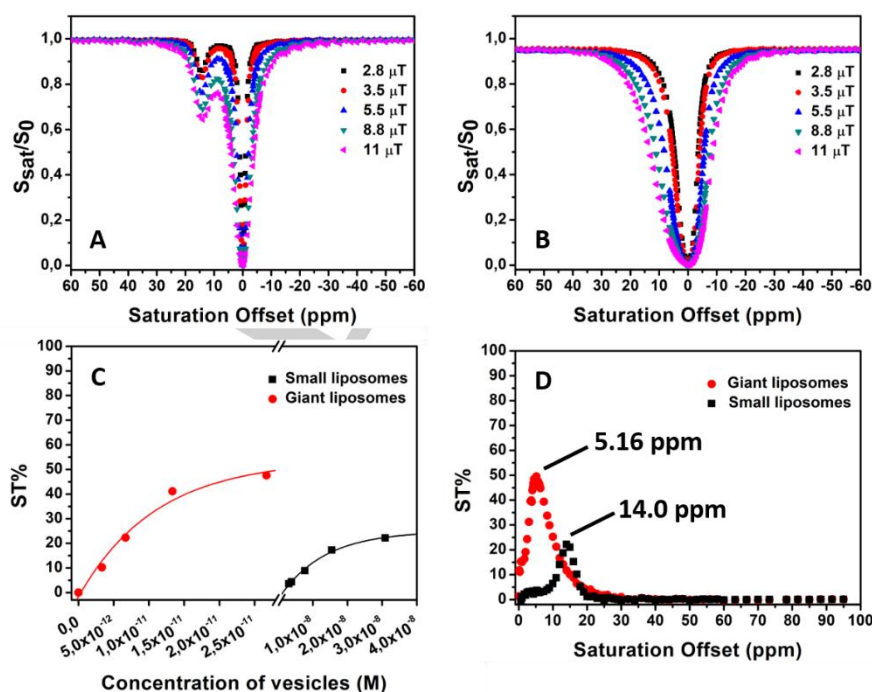 1,0
0,8
0,6
0,4
0,2
0,0
Ssat/S0
A
2.8 μT
3.5 μT
5.5 μT
8.8 μT
11 μT
60 50 40 30 20 10 0 -10 -20 -30 -40 -50 -60
Saturation Offset (ppm)
1,0
0,8
0,6
0,4
0,2
0,0
Ssat/S0
B
2.8 μT
3.5 μT
5.5 μT
8.8 μT
11 μT
60 50 40 30 20 10 0 -10 -20 -30 -40 -50 -60
Saturation Offset (ppm)
100
90
80
70
60
50
40
30
20
10
0
ST%
C
Small liposomes
Giant liposomes
0,0 5,0x10⁻¹² 1,0x10⁻¹¹ 1,5x10⁻¹¹ 2,0x10⁻¹¹ 2,5x10⁻¹¹ 1,0x10⁻⁸ 2,0x10⁻⁸ 3,0x10⁻⁸ 4,0x10⁻⁸
Concentration of vesicles (M)
100
90
80
70
60
50
40
30
20
10
0
ST%
D
Giant liposomes
Small liposomes
5.16 ppm
14.0 ppm
0 10 20 30 40 50 60 70 80 90 100
Saturation Offset (ppm)